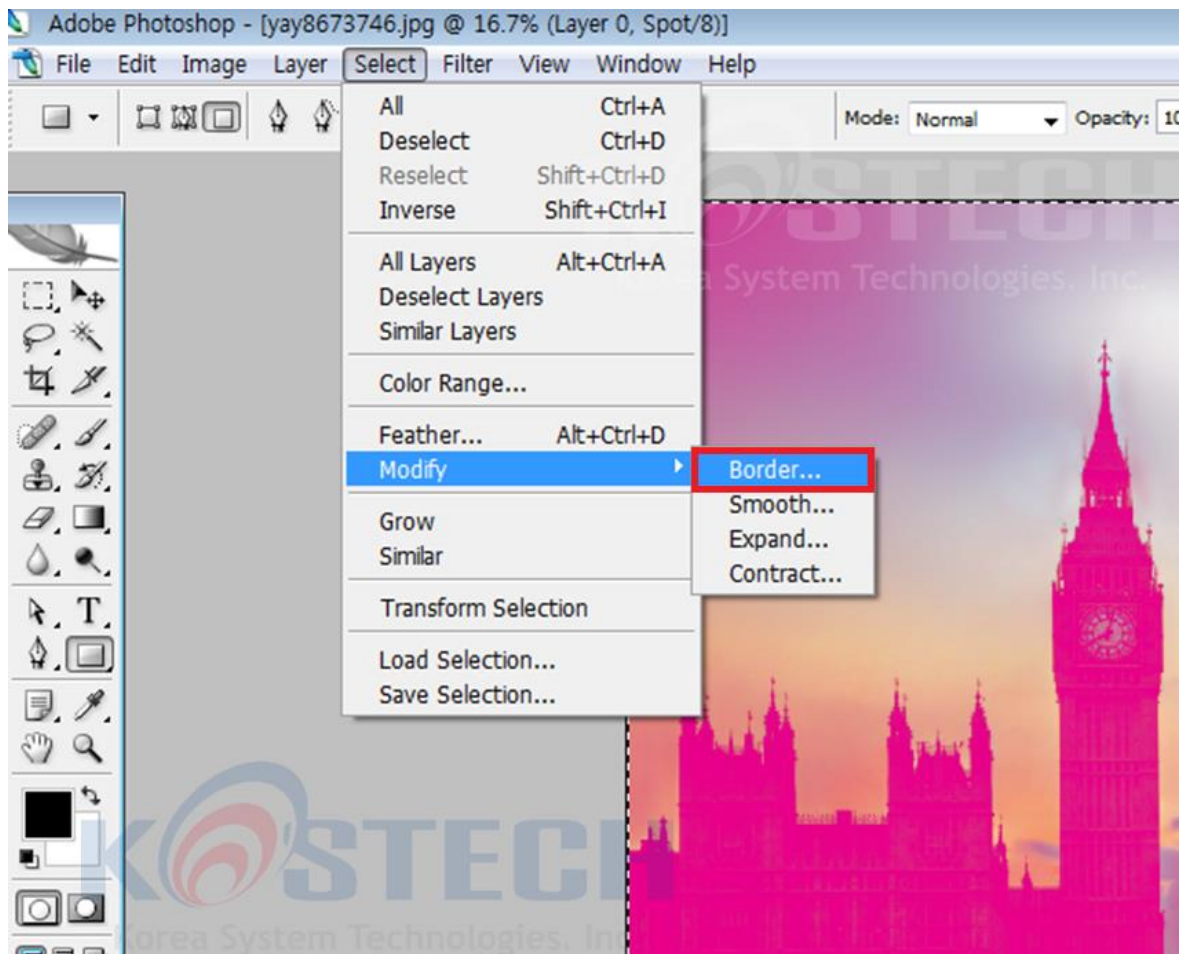 Adobe Photoshop - [yay8673746.jpg @ 16.7% (Layer 0, Spot/8)]
File Edit Image Layer Select Filter View Window Help
Mode: Normal Opacity: 10
All Ctrl+A
Deselect Ctrl+D
Reselect Shift+Ctrl+D
Inverse Shift+Ctrl+I
All Layers Alt+Ctrl+A
Deselect Layers
Similar Layers
Color Range...
Feather... Alt+Ctrl+D
Modify
Border...
Smooth...
Expand...
Contract...
Grow
Similar
Transform Selection
Load Selection...
Save Selection...
T
OSTECH
ea System Technologies. Inc.
KOSTECH
Korea System Technologies. In